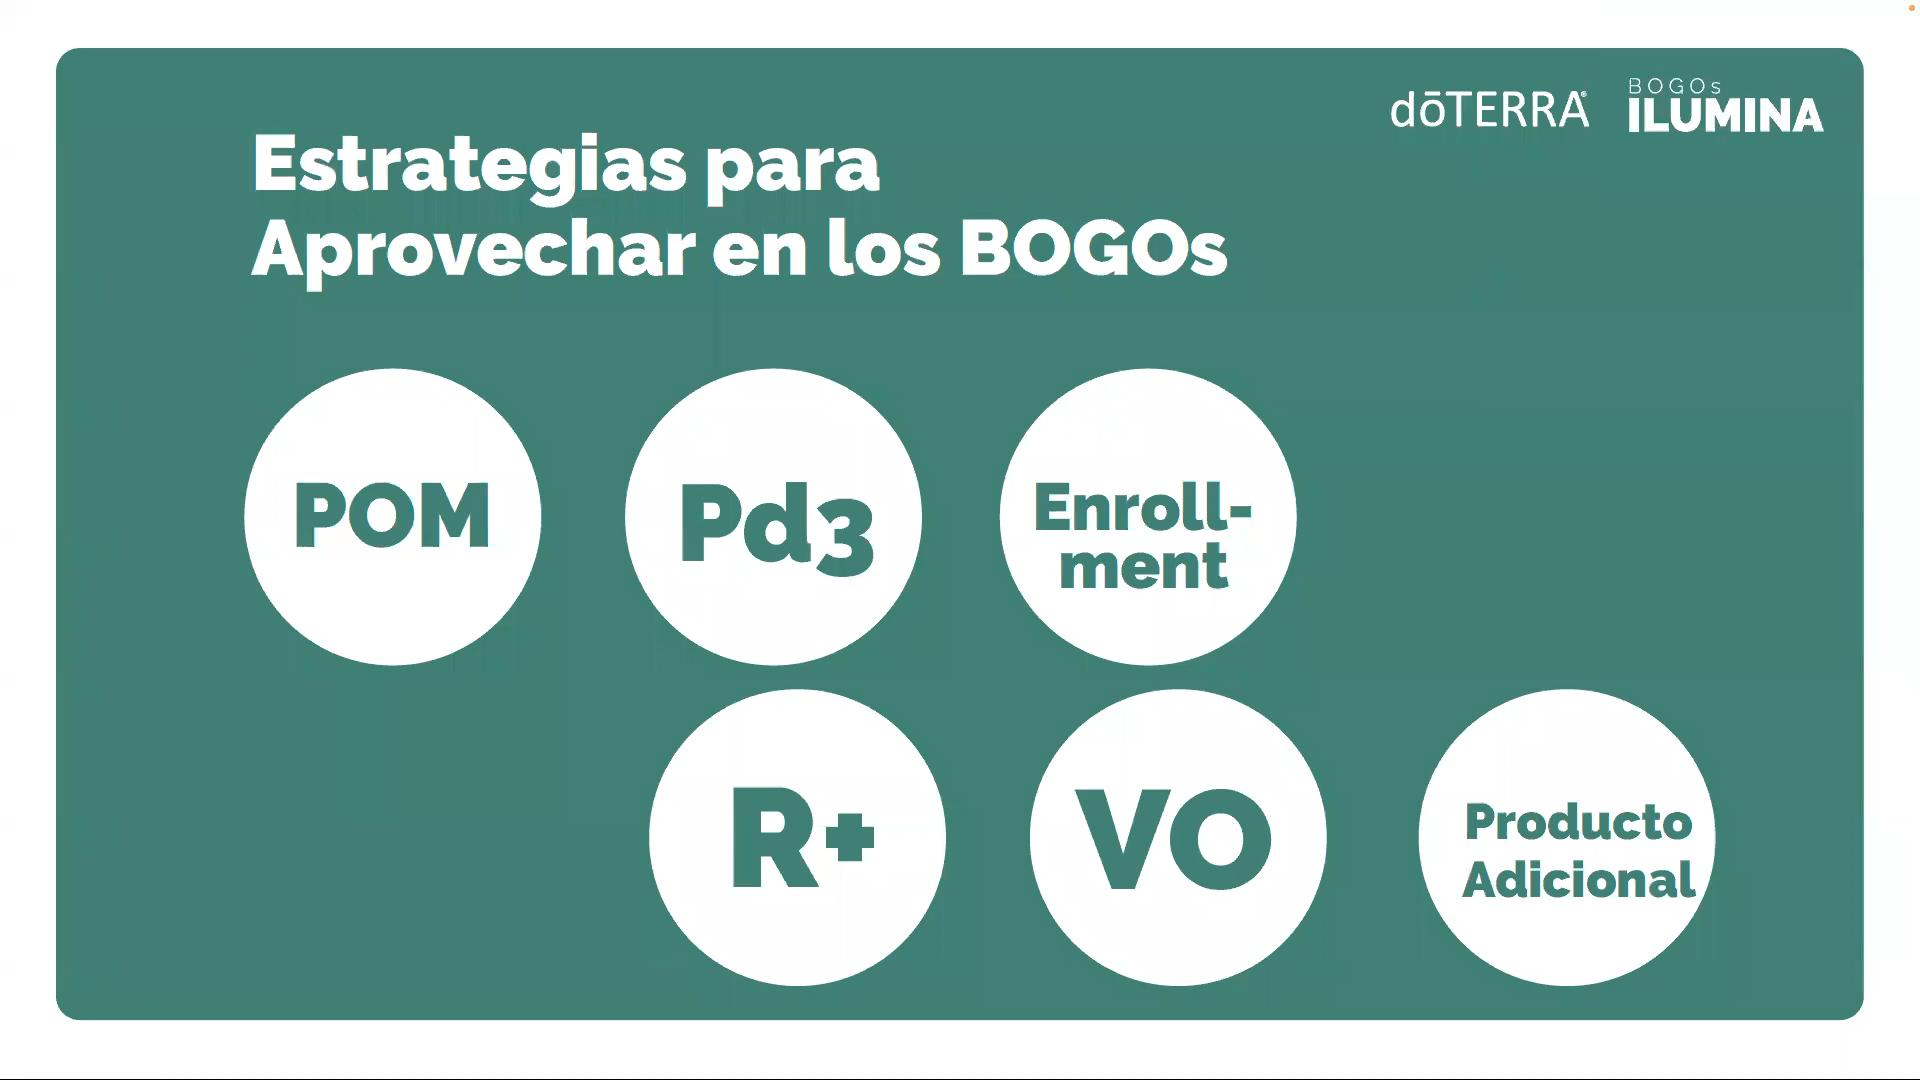 dōTERRA®
BOGOs
ILUMINA
Estrategias para
Aprovechar en los BOGOs
POM
Pd3
Enroll-
ment
R+
VO
Producto
Adicional